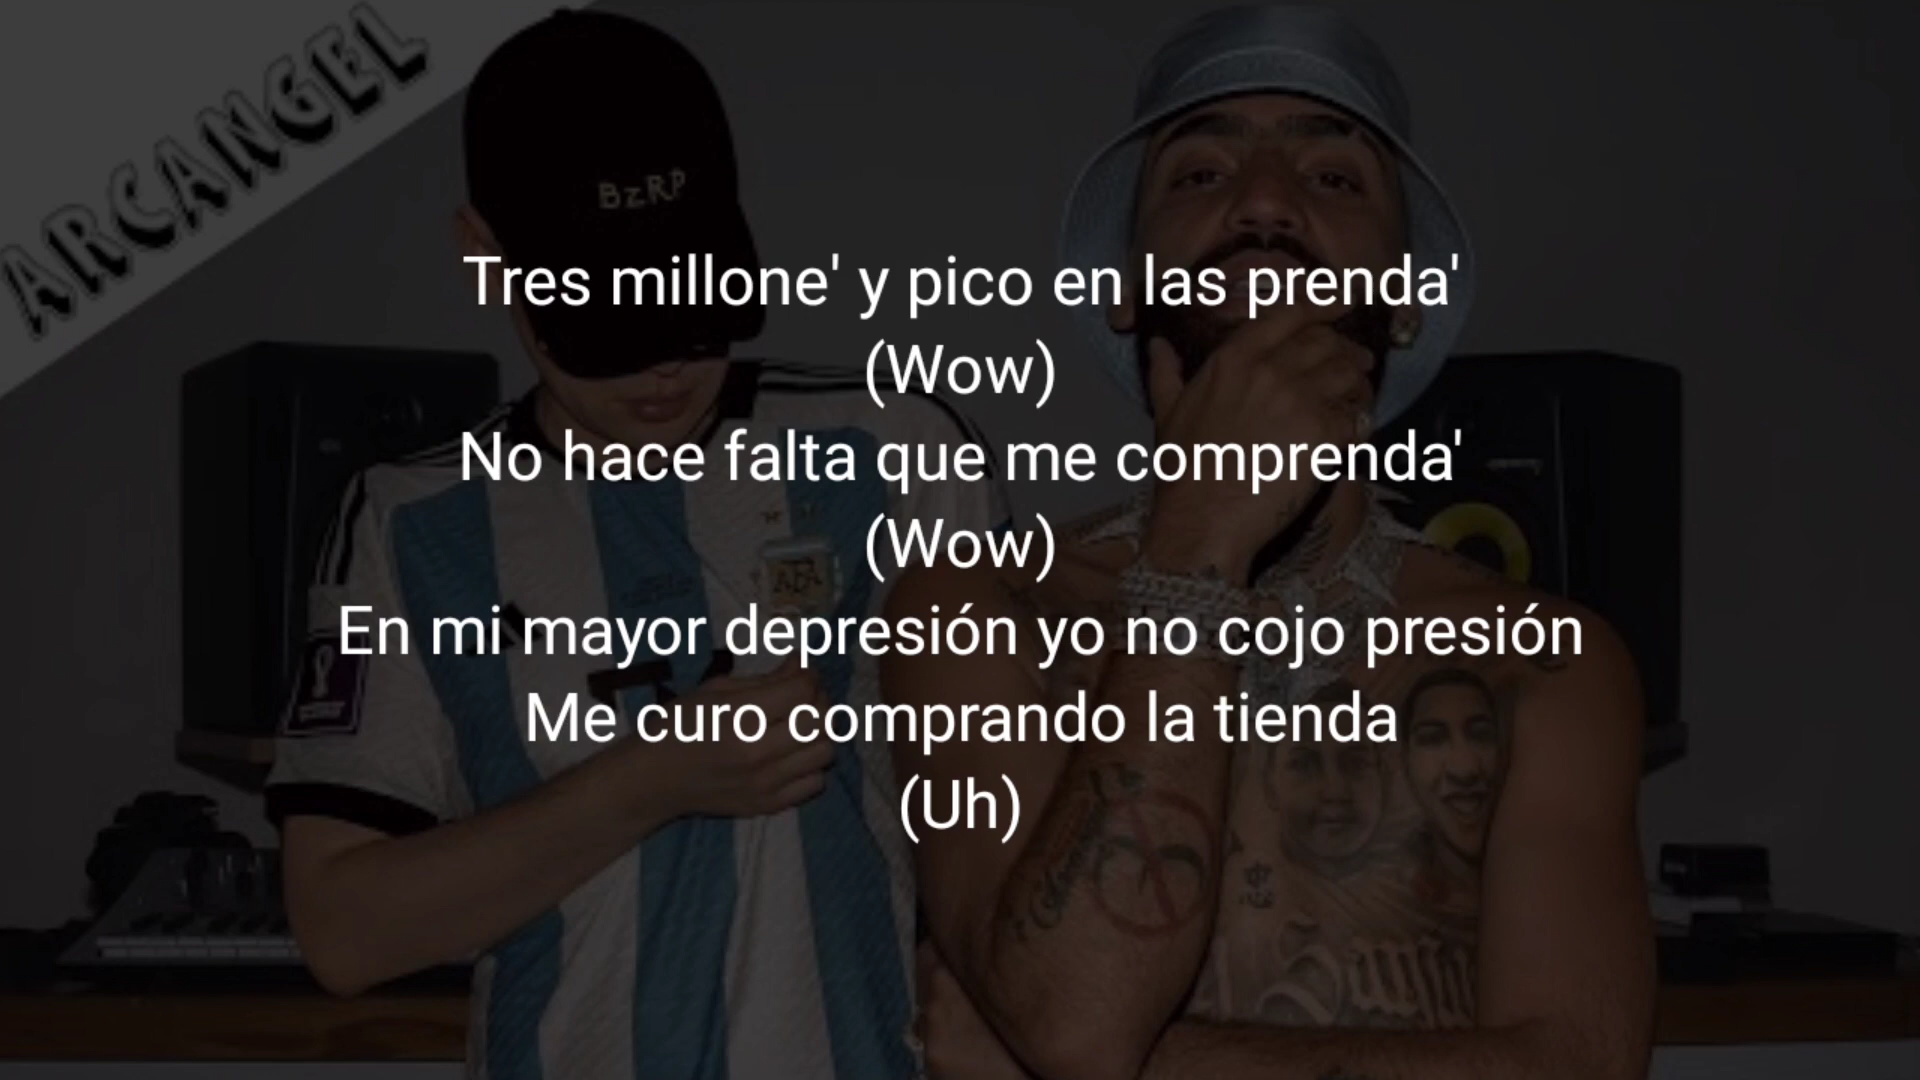 ARCANGEL
BZRP
Tres millone' y pico en las prenda'
(Wow)
No hace falta que me comprenda'
(Wow)
En mi mayor depresión yo no cojo presión
Me curo comprando la tienda
(Uh)
AFA